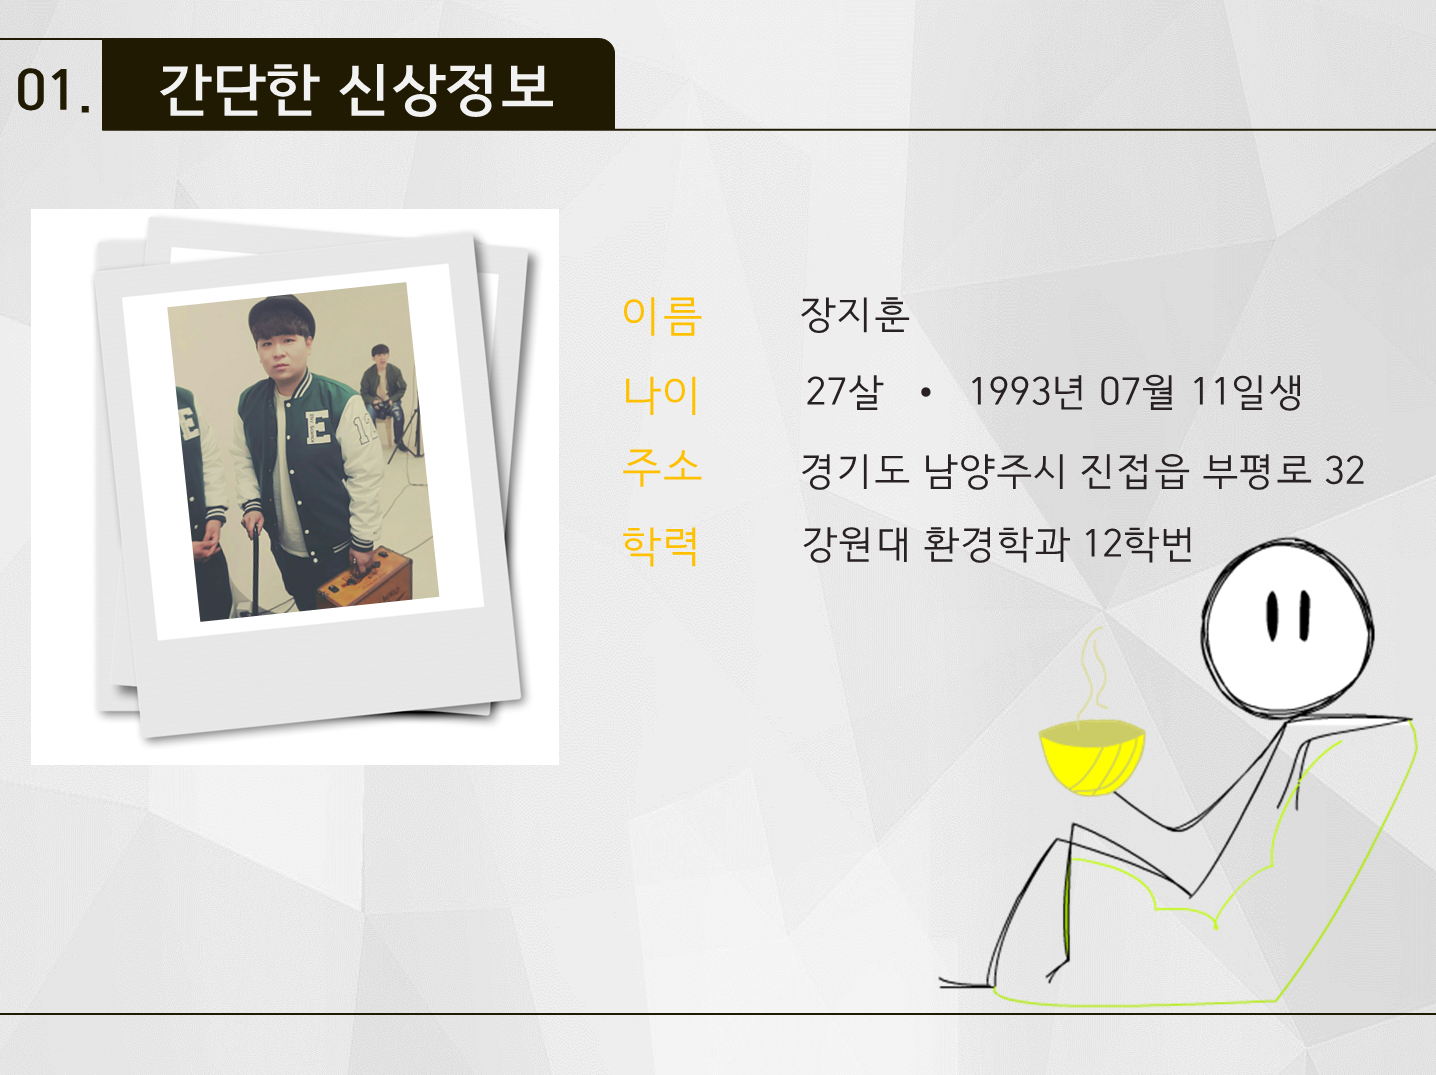 01. 간단한 신상정보
이름 장지훈
나이 27살 • 1993년 07월 11일생
주소 경기도 남양주시 진접읍 부평로 32
학력 강원대 환경학과 12학번
E
E
17